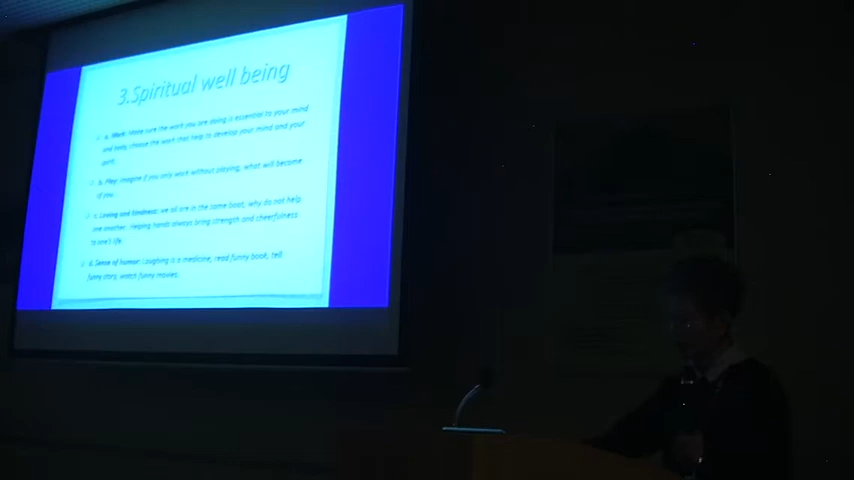 3.Spiritual well being
a. Work: Make sure the work you are doing is essential to your mind
and body, choose the work that help to develop your mind and your
spirit.
b. Play: Imagine if you only work without playing, what will become
of you.
c. Loving and kindness: we all are in the same boat, why do not help
one another. Helping hands always bring strength and cheerfulness
to one's life.
d. Sense of humour: Laughing is a medicine, read funny book, tell
funny story, watch funny movies.